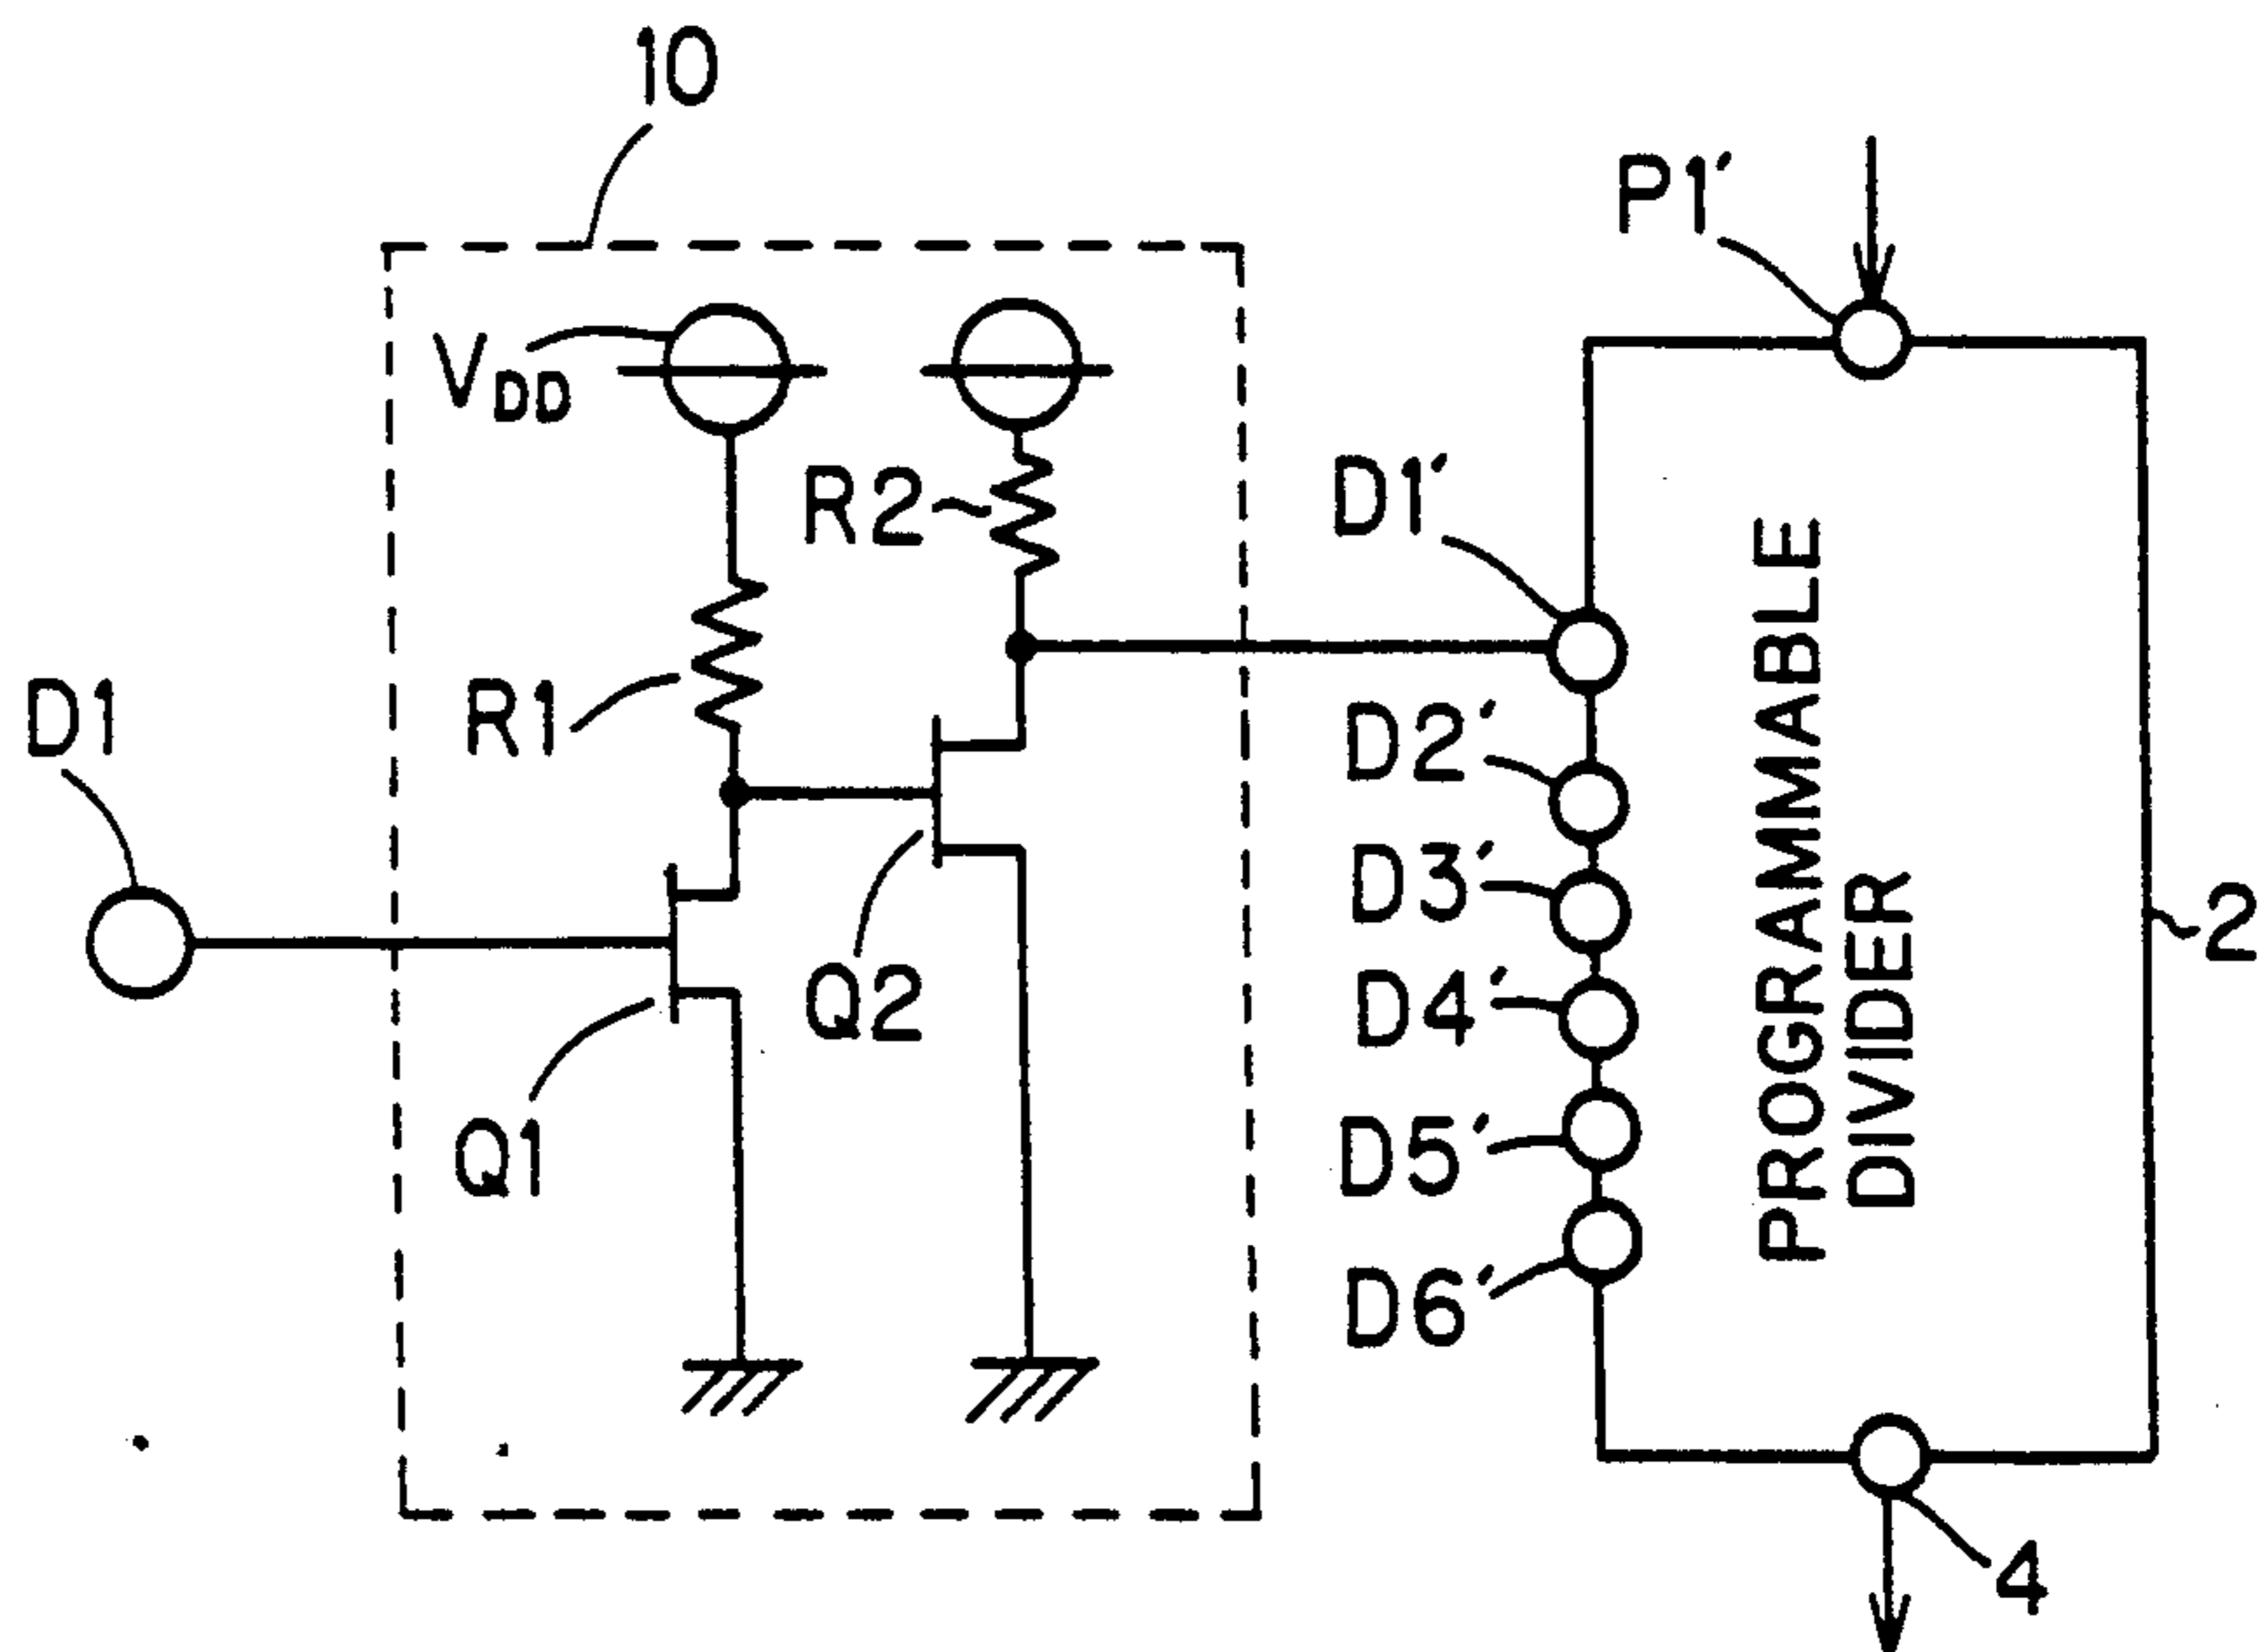 10
P1′
VDD
R2
D1′
D1
R1
D2′
D3′
Q2
D4′
Q1
D5′
D6′
PROGRAMMABLE
DIVIDER
2
4